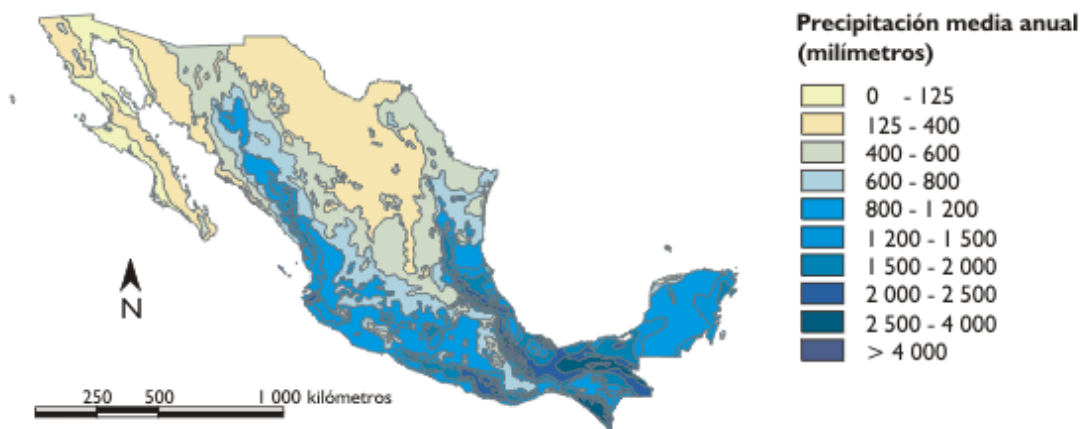 Precipitación media anual
(milímetros)
0 - 125
125 - 400
400 - 600
600 - 800
800 - 1 200
1 200 - 1 500
1 500 - 2 000
2 000 - 2 500
2 500 - 4 000
> 4 000
N
250 500 1 000 kilómetros